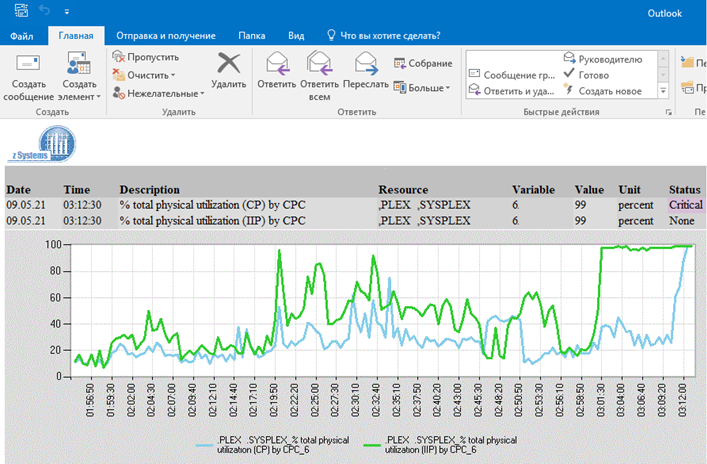 Outlook
Файл Главная Отправка и получение Папка Вид Что вы хотите сделать?
Создать сообщение
Создать элемент
Создать
Пропустить
Очистить
Нежелательные
Удалить
Удалить
Ответить
Ответить всем
Переслать
Собрание
Больше
Ответить
Сообщение гр...
Ответить и уда...
Руководителю
Готово
Создать новое
Быстрые действия
z Systems
Date Time Description Resource Variable Value Unit Status
09.05.21 03:12:30 % total physical utilization (CP) by CPC ,PLEX ,SYSPLEX 6 99 percent Critical
09.05.21 03:12:30 % total physical utilization (IIP) by CPC ,PLEX ,SYSPLEX 6 99 percent None
100
80
60
40
20
0
01:56:50 01:59:30 02:02:10 02:04:30 02:07:00 02:09:40 02:12:10 02:14:40 02:17:10 02:19:50 02:22:20 02:25:00 02:27:30 02:30:00 02:32:40 02:35:10 02:37:50 02:40:20 02:42:50 02:45:30 02:48:00 02:50:30 02:53:10 02:55:40 02:58:50 03:01:20 03:04:00 03:06:40 03:09:20 03:12:00
.PLEX .SYSPLEX_% total physical
utilization (CP) by CPC_6
.PLEX .SYSPLEX_% total physical
utilization (IIP) by CPC_6